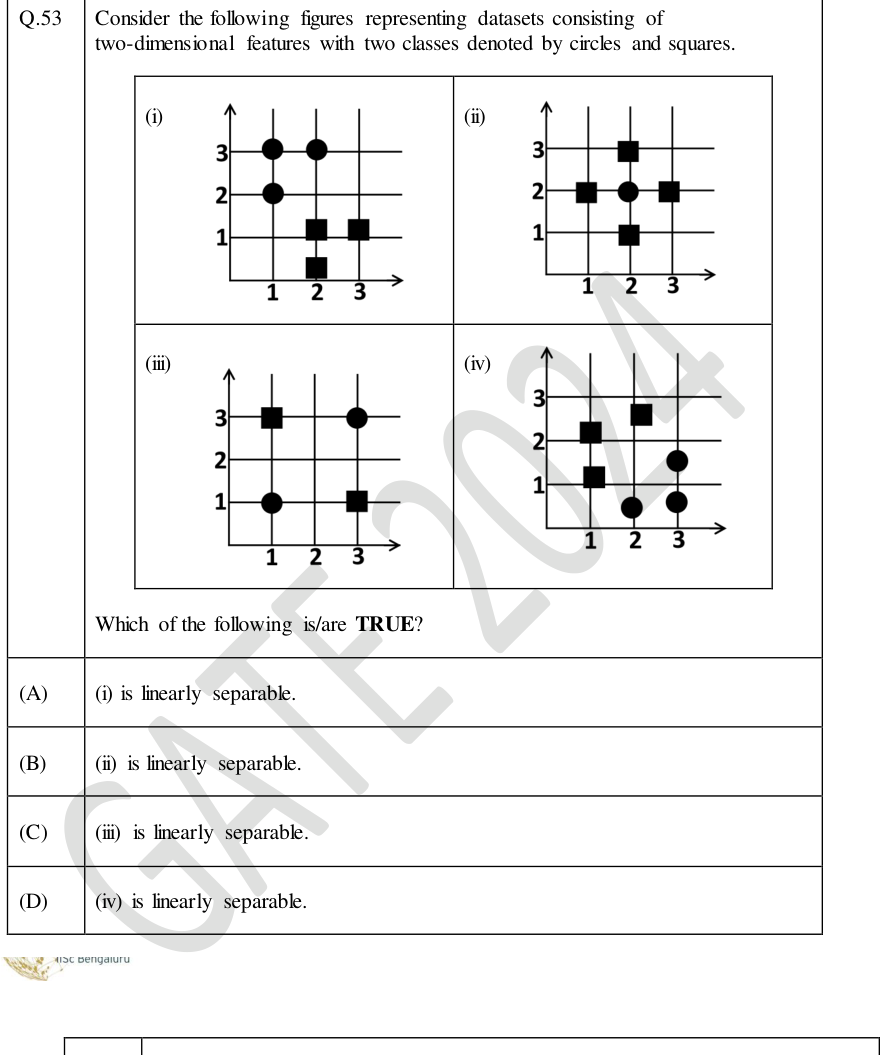 Q.53
Consider the following figures representing datasets consisting of
two-dimensional features with two classes denoted by circles and squares.
(i)
3
2
1
1 2 3
(ii)
3
2
1
1 2 3
(iii)
3
2
1
1 2 3
(iv)
3
2
1
1 2 3
Which of the following is/are TRUE?
(A) (i) is linearly separable.
(B) (ii) is linearly separable.
(C) (iii) is linearly separable.
(D) (iv) is linearly separable.
GATE 2024
IISc Bengaluru